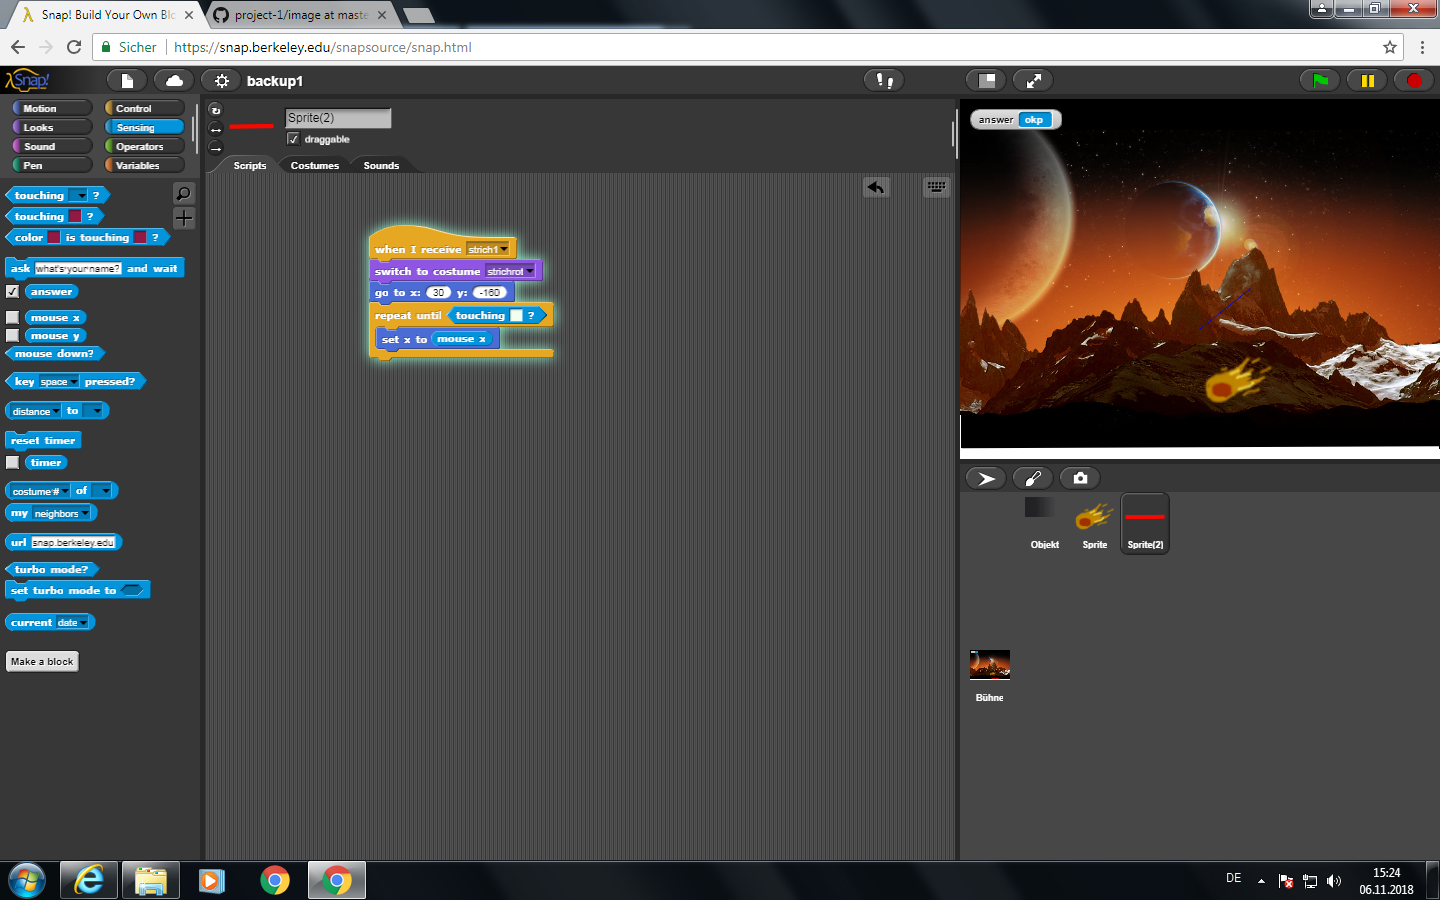 Snap! Build Your Own Blo
project-1/image at maste
Sicher
https://snap.berkeley.edu/snapsource/snap.html
Snap!
backup1
Motion
Control
Looks
Sensing
Sound
Operators
Pen
Variables
touching ?
touching ?
color is touching ?
ask what's your name? and wait
answer
mouse x
mouse y
mouse down?
key space pressed?
distance to
reset timer
timer
costume # of
my neighbors
url snap.berkeley.edu
turbo mode?
set turbo mode to
current date
Make a block
Sprite(2)
draggable
Scripts
Costumes
Sounds
when I receive strich1
switch to costume strichrot
go to x: 30 y: -160
repeat until touching ?
set x to mouse x
answer okp
Objekt
Sprite
Sprite(2)
Bühne
DE
15:24
06.11.2018